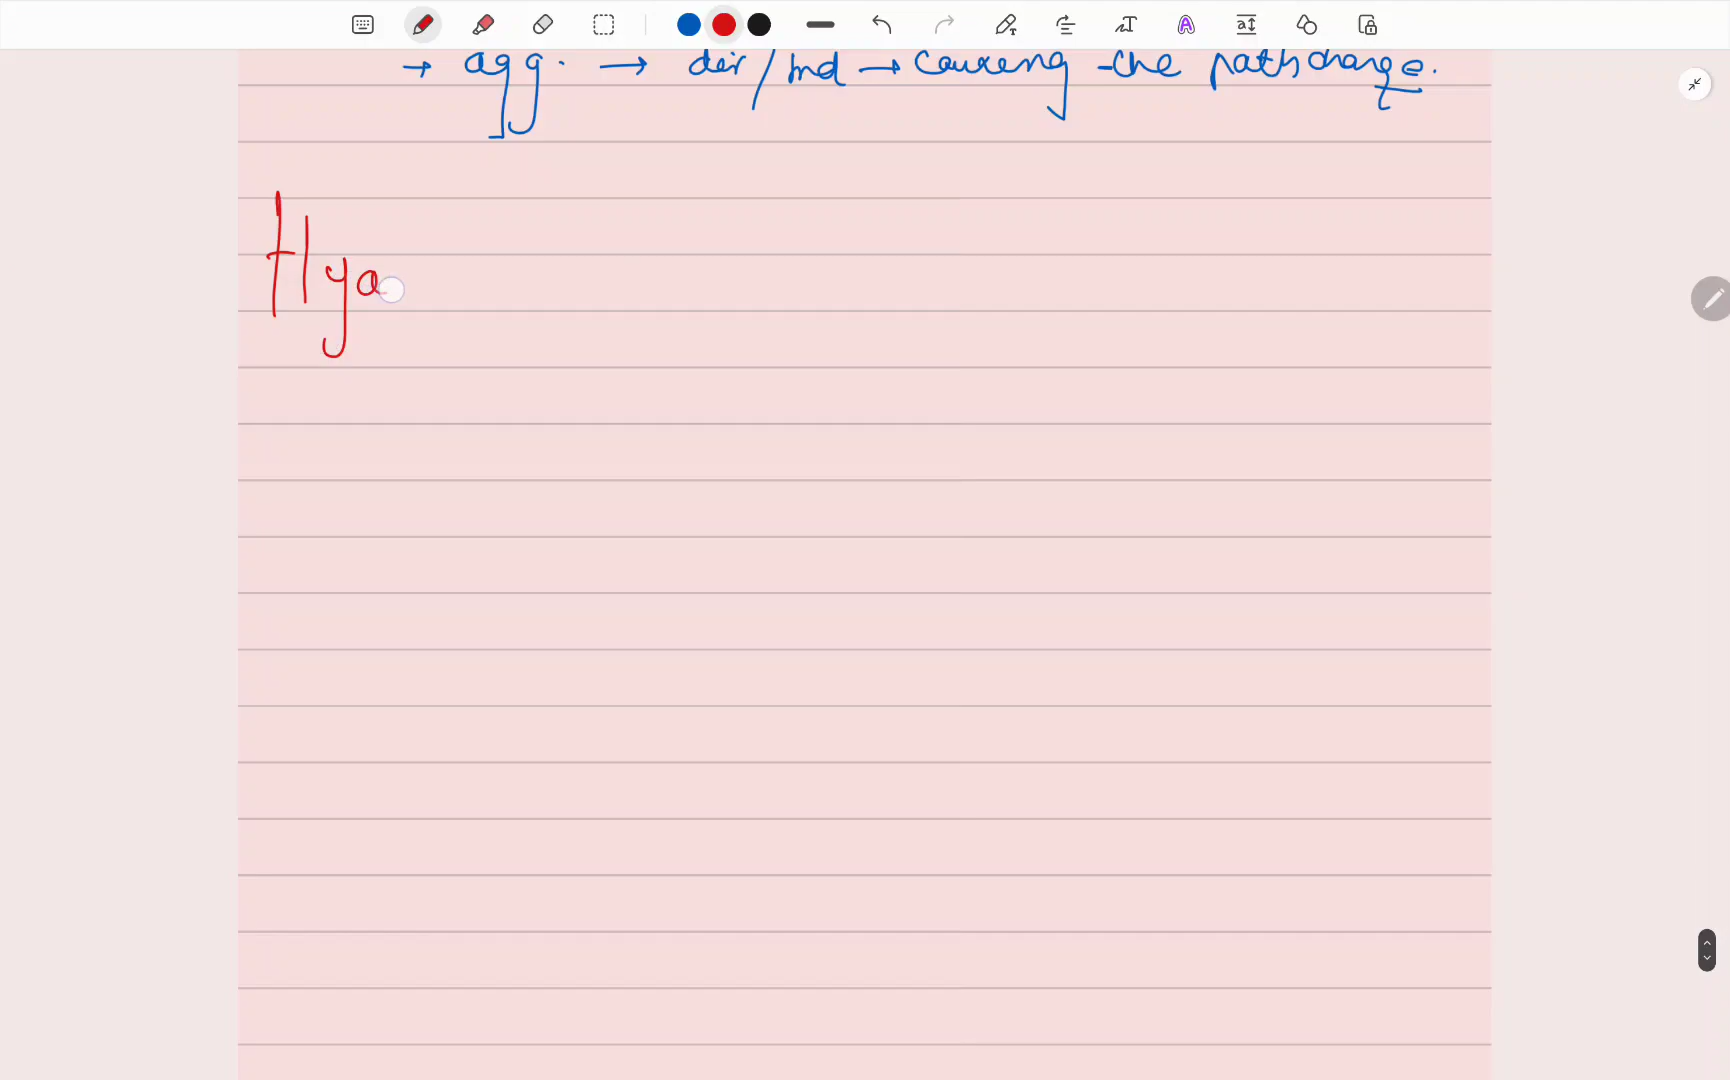 → agg. → dir/Ind → causing the path change.
Hya